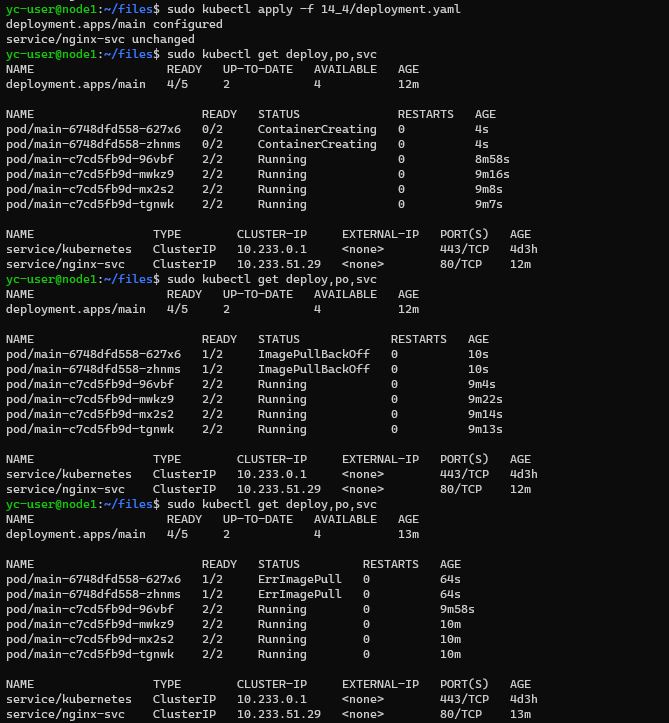 yc-user@node1:~/files$ sudo kubectl apply -f 14_4/deployment.yaml
deployment.apps/main configured
service/nginx-svc unchanged
yc-user@node1:~/files$ sudo kubectl get deploy,po,svc
NAME                   READY   UP-TO-DATE   AVAILABLE   AGE
deployment.apps/main   4/5     2            4           12m

NAME                        READY   STATUS              RESTARTS   AGE
pod/main-6748dfd558-627x6   0/2     ContainerCreating   0          4s
pod/main-6748dfd558-zhnms   0/2     ContainerCreating   0          4s
pod/main-c7cd5fb9d-96vbf    2/2     Running             0          8m58s
pod/main-c7cd5fb9d-mwkz9    2/2     Running             0          9m16s
pod/main-c7cd5fb9d-mx2s2    2/2     Running             0          9m8s
pod/main-c7cd5fb9d-tgnwk    2/2     Running             0          9m7s

NAME                 TYPE        CLUSTER-IP     EXTERNAL-IP   PORT(S)   AGE
service/kubernetes   ClusterIP   10.233.0.1     <none>        443/TCP   4d3h
service/nginx-svc    ClusterIP   10.233.51.29   <none>        80/TCP    12m
yc-user@node1:~/files$ sudo kubectl get deploy,po,svc
NAME                   READY   UP-TO-DATE   AVAILABLE   AGE
deployment.apps/main   4/5     2            4           12m

NAME                        READY   STATUS             RESTARTS   AGE
pod/main-6748dfd558-627x6   1/2     ImagePullBackOff   0          10s
pod/main-6748dfd558-zhnms   1/2     ImagePullBackOff   0          10s
pod/main-c7cd5fb9d-96vbf    2/2     Running            0          9m4s
pod/main-c7cd5fb9d-mwkz9    2/2     Running            0          9m22s
pod/main-c7cd5fb9d-mx2s2    2/2     Running            0          9m14s
pod/main-c7cd5fb9d-tgnwk    2/2     Running            0          9m13s

NAME                 TYPE        CLUSTER-IP     EXTERNAL-IP   PORT(S)   AGE
service/kubernetes   ClusterIP   10.233.0.1     <none>        443/TCP   4d3h
service/nginx-svc    ClusterIP   10.233.51.29   <none>        80/TCP    12m
yc-user@node1:~/files$ sudo kubectl get deploy,po,svc
NAME                   READY   UP-TO-DATE   AVAILABLE   AGE
deployment.apps/main   4/5     2            4           13m

NAME                        READY   STATUS         RESTARTS   AGE
pod/main-6748dfd558-627x6   1/2     ErrImagePull   0          64s
pod/main-6748dfd558-zhnms   1/2     ErrImagePull   0          64s
pod/main-c7cd5fb9d-96vbf    2/2     Running        0          9m58s
pod/main-c7cd5fb9d-mwkz9    2/2     Running        0          10m
pod/main-c7cd5fb9d-mx2s2    2/2     Running        0          10m
pod/main-c7cd5fb9d-tgnwk    2/2     Running        0          10m

NAME                 TYPE        CLUSTER-IP     EXTERNAL-IP   PORT(S)   AGE
service/kubernetes   ClusterIP   10.233.0.1     <none>        443/TCP   4d3h
service/nginx-svc    ClusterIP   10.233.51.29   <none>        80/TCP    13m